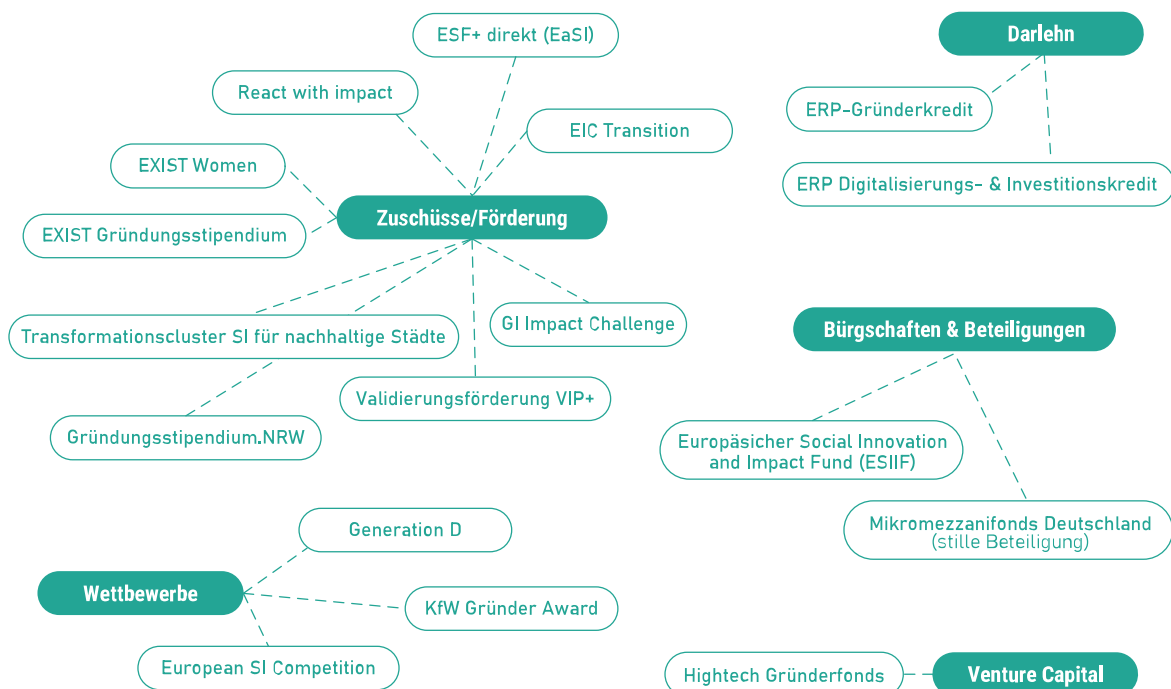 ESF+ direkt (EaSI)
React with impact
EIC Transition
EXIST Women
Zuschüsse/Förderung
EXIST Gründungsstipendium
GI Impact Challenge
Transformationscluster SI für nachhaltige Städte
Validierungsförderung VIP+
Gründungsstipendium.NRW
Darlehn
ERP-Gründerkredit
ERP Digitalisierungs- & Investitionskredit
Bürgschaften & Beteiligungen
Europäsicher Social Innovation
and Impact Fund (ESIIF)
Mikromezzanifonds Deutschland
(stille Beteiligung)
Generation D
Wettbewerbe
KfW Gründer Award
European SI Competition
Hightech Gründerfonds
Venture Capital